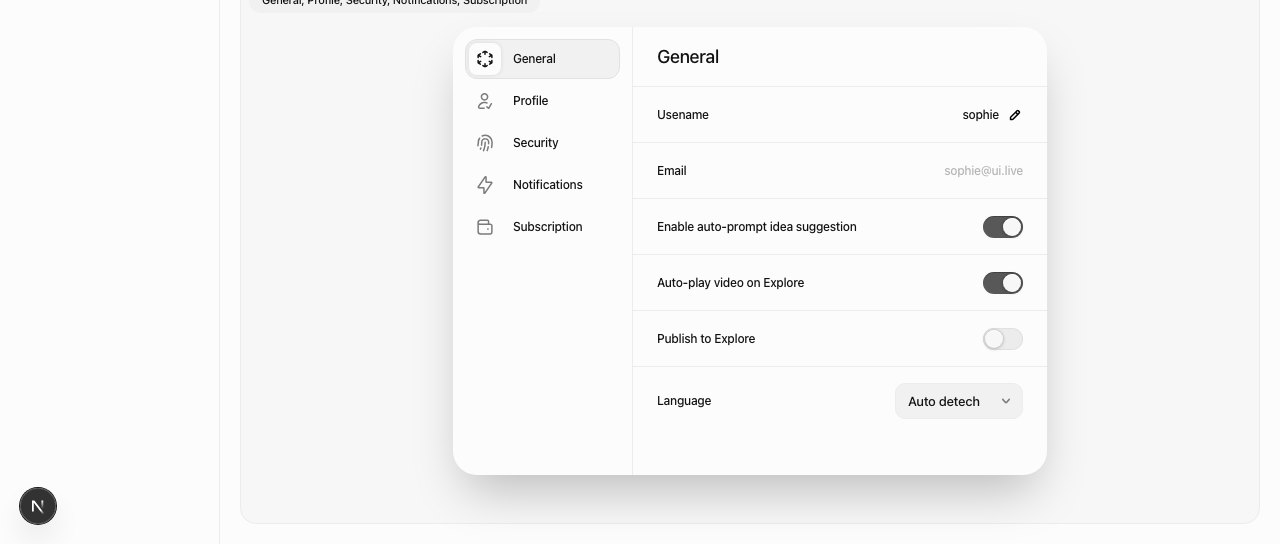 General, Profile, Security, Notifications, Subscription
General
Profile
Security
Notifications
Subscription
General
Usename
sophie
Email
sophie@ui.live
Enable auto-prompt idea suggestion
Auto-play video on Explore
Publish to Explore
Language
Auto detech
N